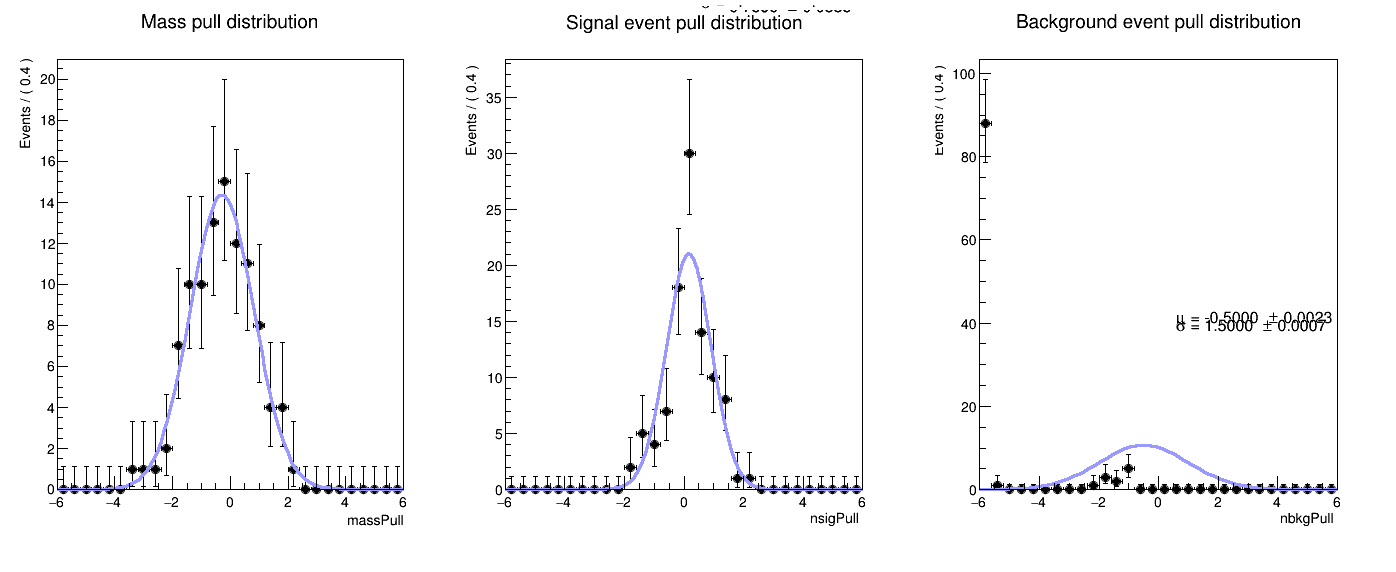 Mass pull distribution
Events / ( 0.4 )
20
18
16
14
12
10
8
6
4
2
0
−6 −4 −2 0 2 4 6
massPull
Signal event pull distribution
Events / ( 0.4 )
35
30
25
20
15
10
5
0
−6 −4 −2 0 2 4 6
nsigPull
Background event pull distribution
Events / ( 0.4 )
100
80
60
40
20
0
μ = -0.5000 ± 0.0023
σ = 1.5000 ± 0.0007
−6 −4 −2 0 2 4 6
nbkgPull